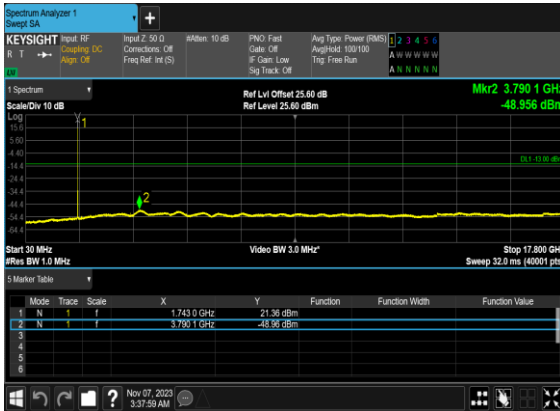 Spectrum Analyzer 1
Swept SA
+
KEYSIGHT Input: RF Input Z: 50 Ω #Atten: 10 dB PNO: Fast Avg Type: Power (RMS) 1 2 3 4 5 6
R T Coupling: DC Corrections: Off Gate: Off Avg|Hold: 100/100 A W W W W W
Align: Off Freq Ref: Int (S) IF Gain: Low Trig: Free Run
Sig Track: Off A N N N N N
1 Spectrum
Ref Lvl Offset 25.60 dB Mkr2 3.790 1 GHz
Scale/Div 10 dB Ref Level 25.60 dBm -48.956 dBm
Log
15.6
1
5.60
-4.40
DL1 -13.00 dBm
-14.4
-24.4
-34.4
-44.4
2
-54.4
-64.4
Start 30 MHz Video BW 3.0 MHz* Stop 17.800 GHz
#Res BW 1.0 MHz Sweep 32.0 ms (40001 pts)
5 Marker Table
Mode Trace Scale X Y Function Function Width Function Value
1 N 1 f 1.743 0 GHz 21.36 dBm
2 N 1 f 3.790 1 GHz -48.96 dBm
3
4
5
6
? Nov 07, 2023
3:37:59 AM